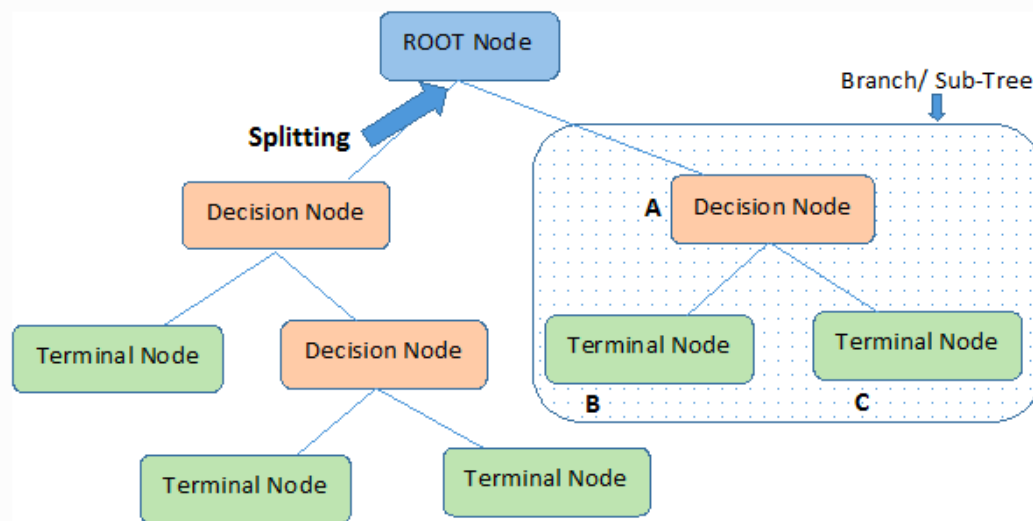 ROOT Node
Branch/ Sub-Tree
Splitting
Decision Node
A
Decision Node
Terminal Node
Decision Node
Terminal Node
Terminal Node
B
C
Terminal Node
Terminal Node